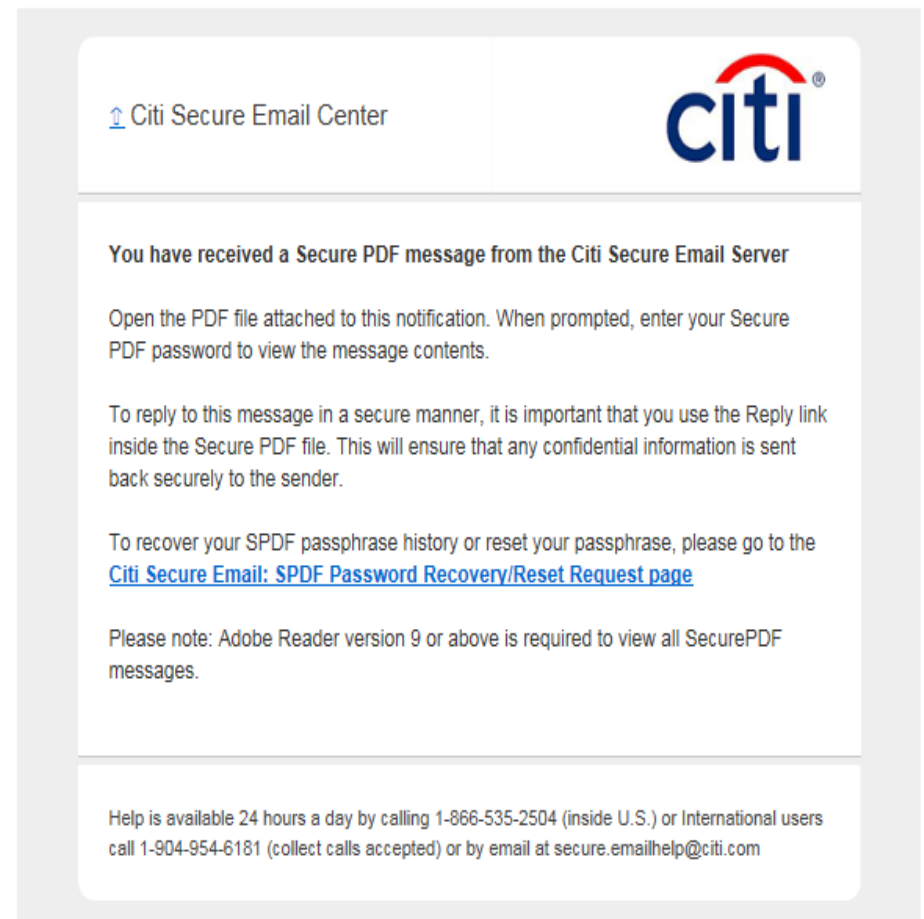 ⇧ Citi Secure Email Center
citi®
You have received a Secure PDF message from the Citi Secure Email Server
Open the PDF file attached to this notification. When prompted, enter your Secure
PDF password to view the message contents.
To reply to this message in a secure manner, it is important that you use the Reply link
inside the Secure PDF file. This will ensure that any confidential information is sent
back securely to the sender.
To recover your SPDF passphrase history or reset your passphrase, please go to the
Citi Secure Email: SPDF Password Recovery/Reset Request page
Please note: Adobe Reader version 9 or above is required to view all SecurePDF
messages.
Help is available 24 hours a day by calling 1-866-535-2504 (inside U.S.) or International users
call 1-904-954-6181 (collect calls accepted) or by email at secure.emailhelp@citi.com